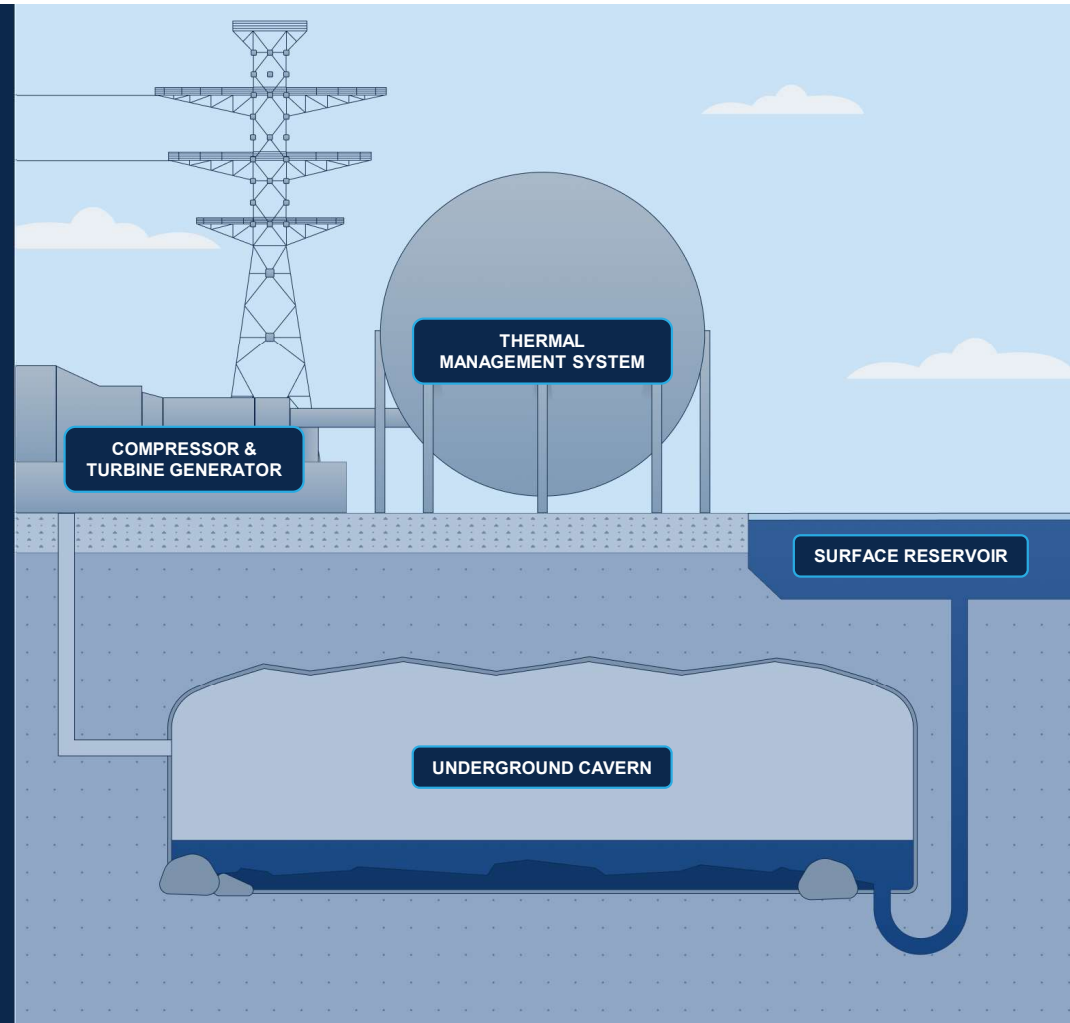 THERMAL
MANAGEMENT SYSTEM
COMPRESSOR &
TURBINE GENERATOR
SURFACE RESERVOIR
UNDERGROUND CAVERN